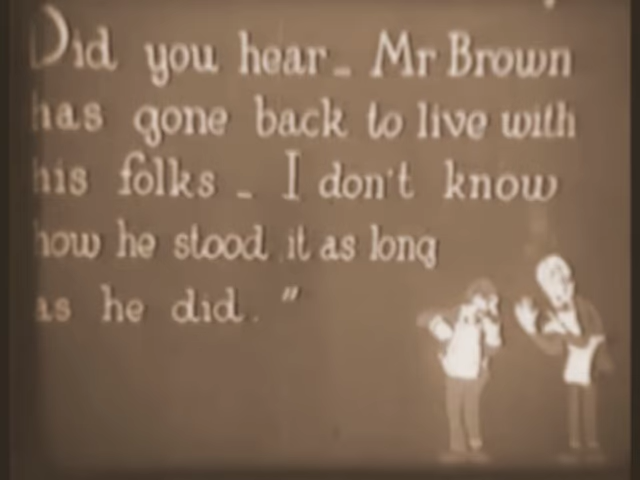 Did you hear - Mr Brown
has gone back to live with
his folks - I don't know
how he stood it as long
as he did."